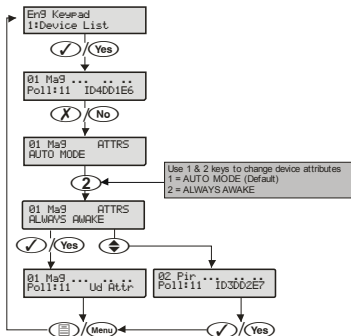 Eng Keypad
1:Device List
✓/Yes
01 Mag ... .. ..
Poll:11 ID4DD1E6
✗/No
01 Mag ATTRS
AUTO MODE
Use 1 & 2 keys to change device attributes
1 = AUTO MODE (Default)
2 = ALWAYS AWAKE
2
01 Mag ATTRS
ALWAYS AWAKE
✓/Yes
01 Mag ... .. ..
Poll:11 Ud Attr
02 Pir ... .. ..
Poll:11 ID3DD2E7
/Menu
✓/Yes